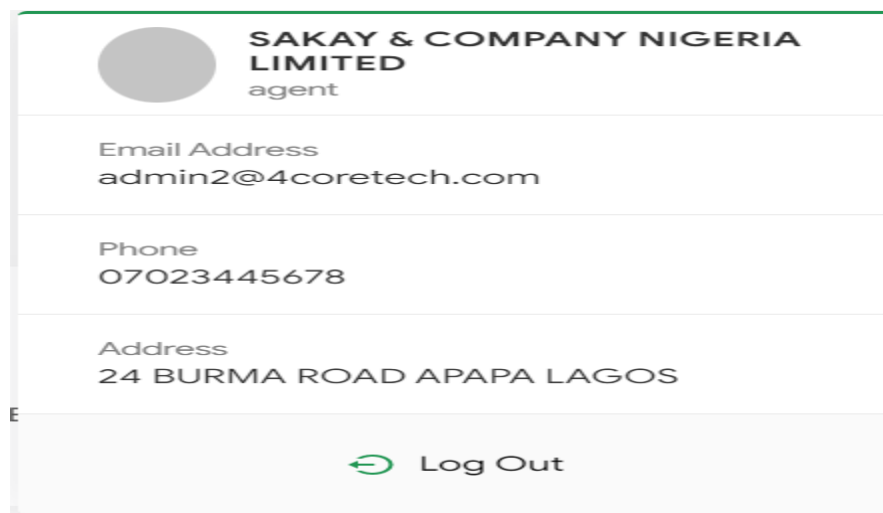 SAKAY & COMPANY NIGERIA
LIMITED
agent
Email Address
admin2@4coretech.com
Phone
07023445678
Address
24 BURMA ROAD APAPA LAGOS
E
Log Out